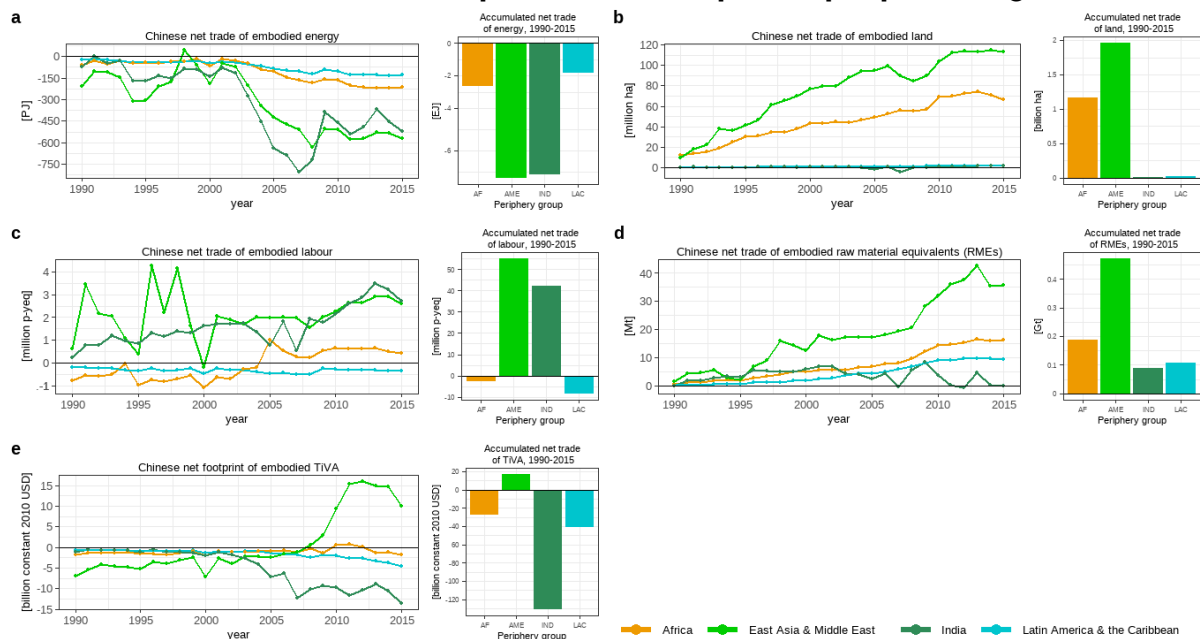 a
Chinese net trade of embodied energy
[PJ]
0
-150
-300
-450
-600
-750
1990 1995 2000 2005 2010 2015
year
Accumulated net trade
of energy, 1990-2015
[EJ]
0
-2
-4
-6
AF AME IND LAC
Periphery group
b
Chinese net trade of embodied land
[million ha]
120
100
80
60
40
20
0
1990 1995 2000 2005 2010 2015
year
Accumulated net trade
of land, 1990-2015
[billion ha]
2
1.5
1
0.5
0
AF AME IND LAC
Periphery group
c
Chinese net trade of embodied labour
[million p-yeq]
4
3
2
1
0
-1
1990 1995 2000 2005 2010 2015
year
Accumulated net trade
of labour, 1990-2015
[million p-yeq]
50
40
30
20
10
0
-10
AF AME IND LAC
Periphery group
d
Chinese net trade of embodied raw material equivalents (RMEs)
[Mt]
40
30
20
10
0
1990 1995 2000 2005 2010 2015
year
Accumulated net trade
of RMEs, 1990-2015
[Gt]
0.4
0.3
0.2
0.1
0
AF AME IND LAC
Periphery group
e
Chinese net footprint of embodied TiVA
[billion constant 2010 USD]
15
10
5
0
-5
-10
-15
1990 1995 2000 2005 2010 2015
year
Accumulated net trade
of TiVA, 1990-2015
[billion constant 2010 USD]
20
0
-20
-40
-60
-80
-100
-120
AF AME IND LAC
Periphery group
Africa East Asia & Middle East India Latin America & the Caribbean